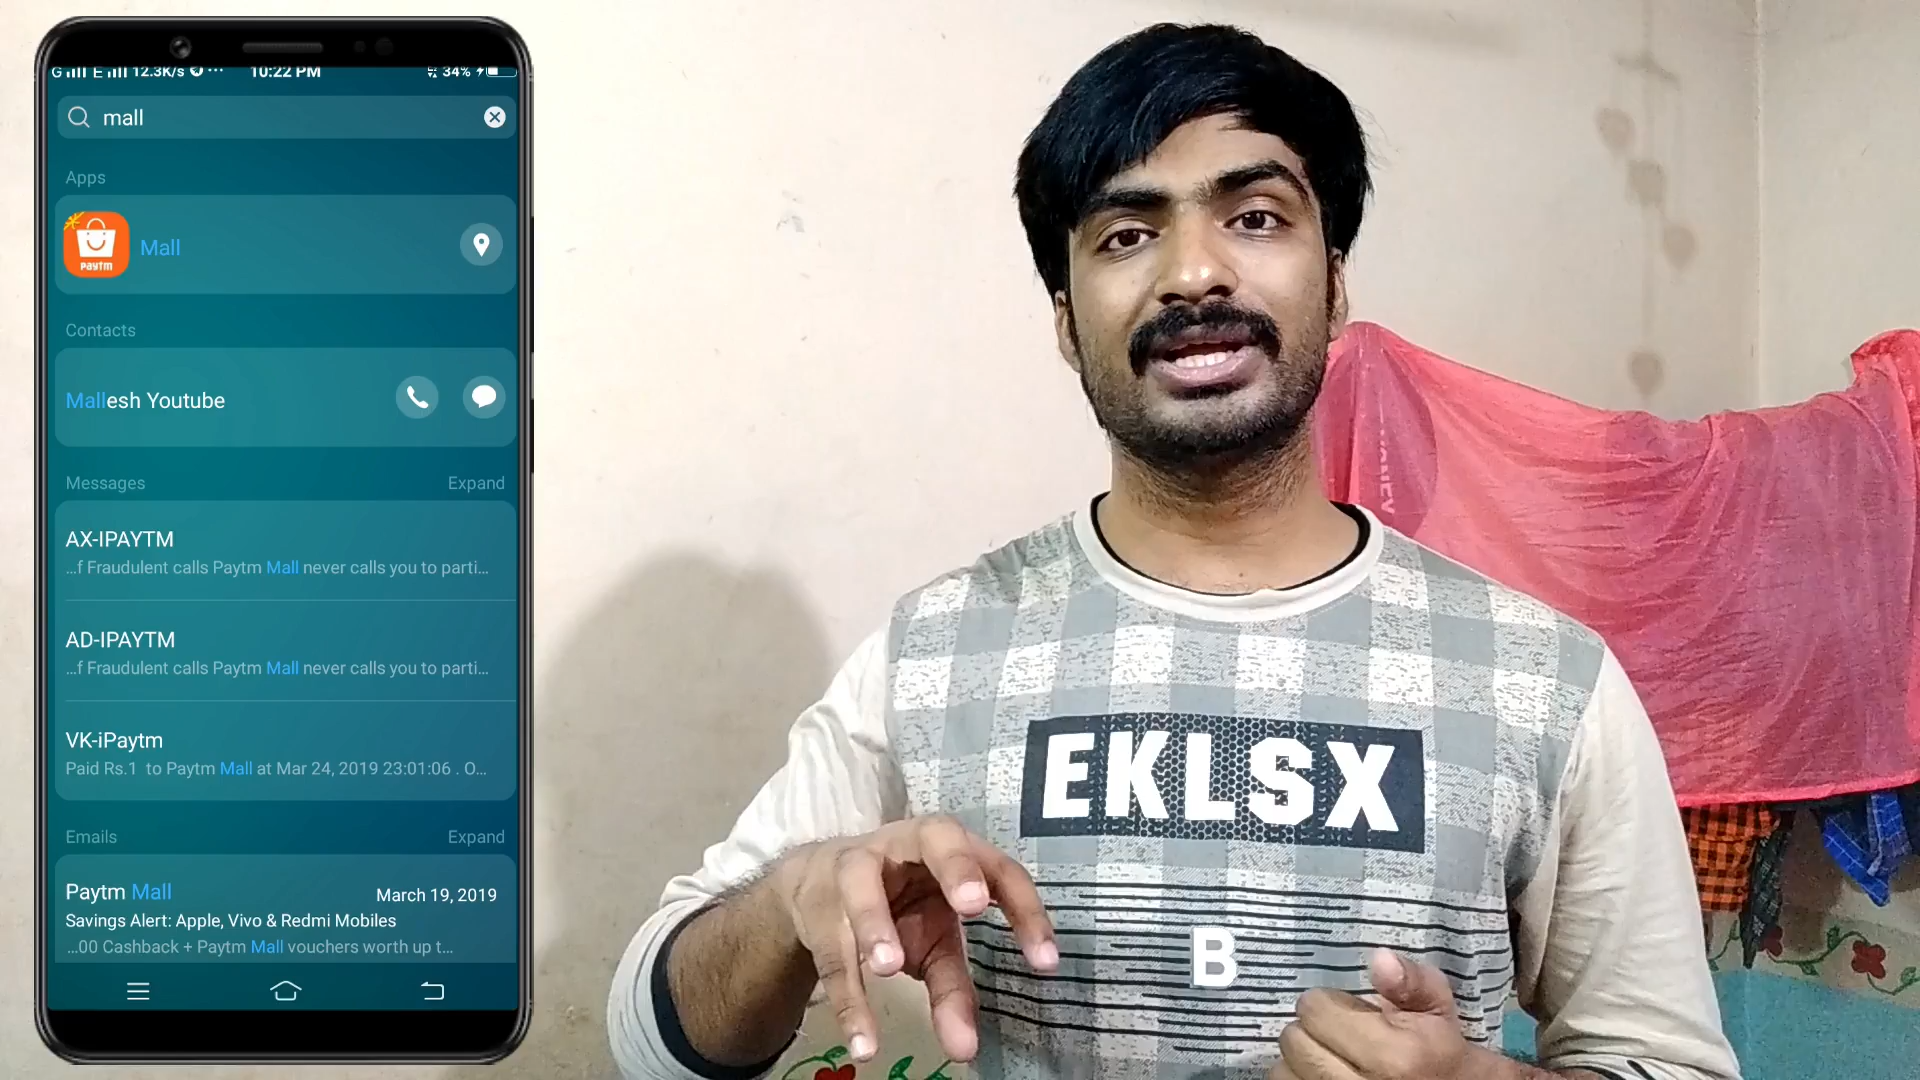 G E 12.3K/s ... 10:22 PM 34%
mall
Apps
Paytm
Mall
Contacts
Mallesh Youtube
Messages Expand
AX-IPAYTM
...f Fraudulent calls Paytm Mall never calls you to parti...
AD-IPAYTM
...f Fraudulent calls Paytm Mall never calls you to parti...
VK-iPaytm
Paid Rs.1 to Paytm Mall at Mar 24, 2019 23:01:06 . O...
Emails Expand
Paytm Mall March 19, 2019
Savings Alert: Apple, Vivo & Redmi Mobiles
...00 Cashback + Paytm Mall vouchers worth up t...
EKLSX
B